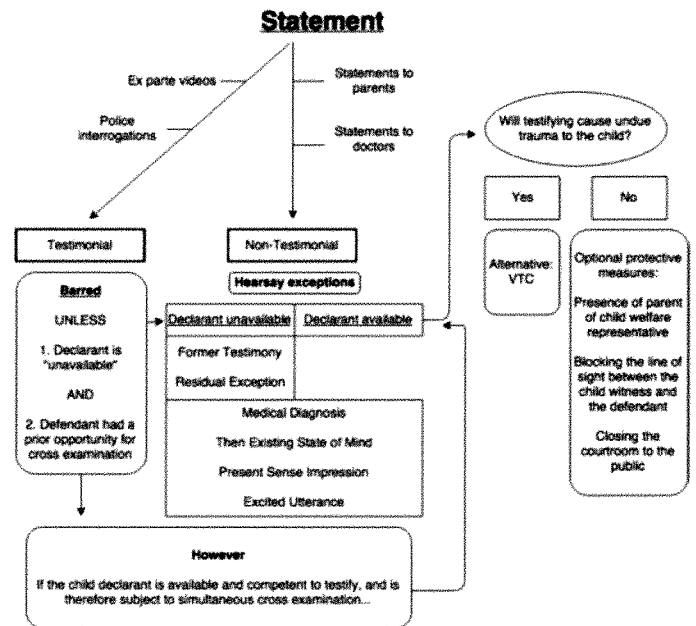 Statement
Ex parte videos
Statements to
parents
Police
interrogations
Statements to
doctors
Will testifying cause undue
trauma to the child?
Yes
No
Testimonial
Non-Testimonial
Alternative:
VTC
Optional protective
measures:
Presence of parent
of child welfare
representative
Blocking the line of
sight between the
child witness and
the defendant
Closing the
courtroom to the
public
Hearsay exceptions
Barred
UNLESS
1. Declarant is
"unavailable"
AND
2. Defendant had a
prior opportunity for
cross examination
Declarant unavailable
Declarant available
Former Testimony
Residual Exception
Medical Diagnosis
Then Existing State of Mind
Present Sense Impression
Excited Utterance
However
If the child declarant is available and competent to testify, and is
therefore subject to simultaneous cross examination...